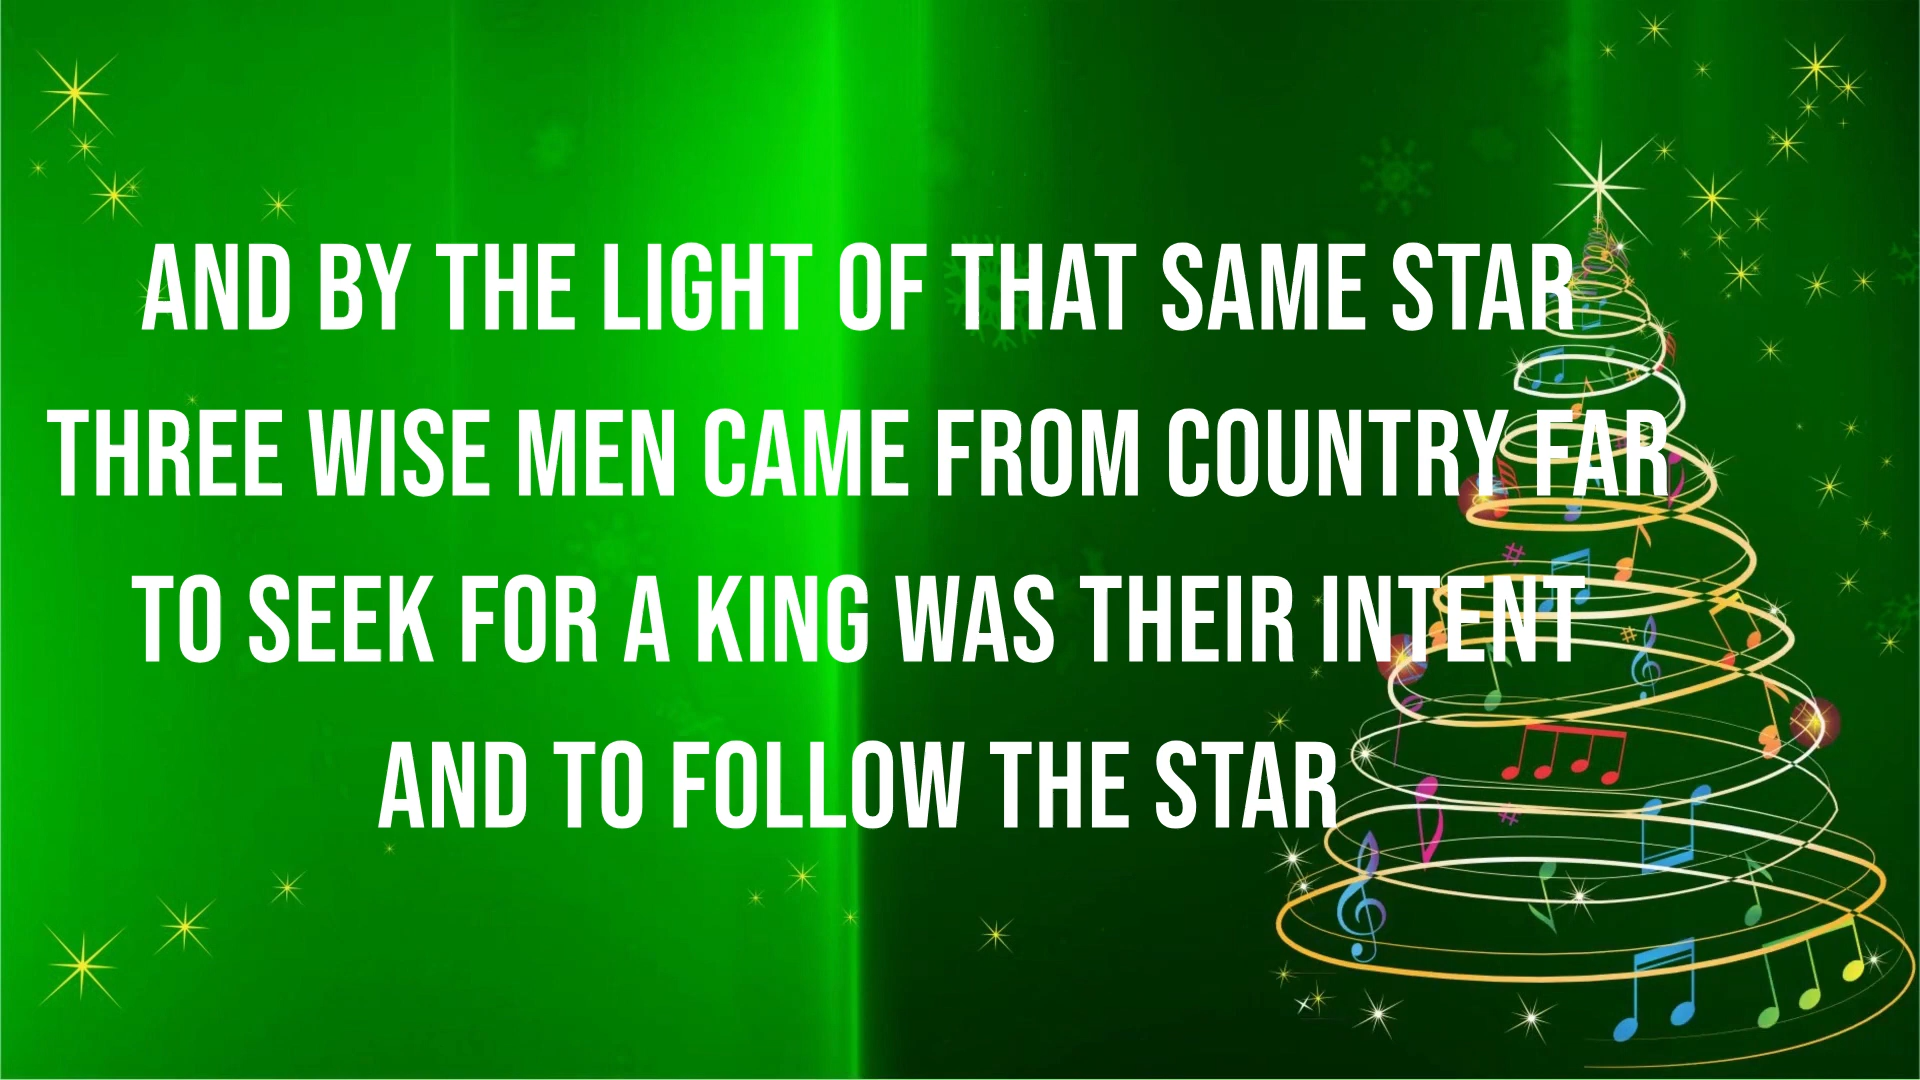 AND BY THE LIGHT OF THAT SAME STAR
THREE WISE MEN CAME FROM COUNTRY FAR
TO SEEK FOR A KING WAS THEIR INTENT
AND TO FOLLOW THE STAR